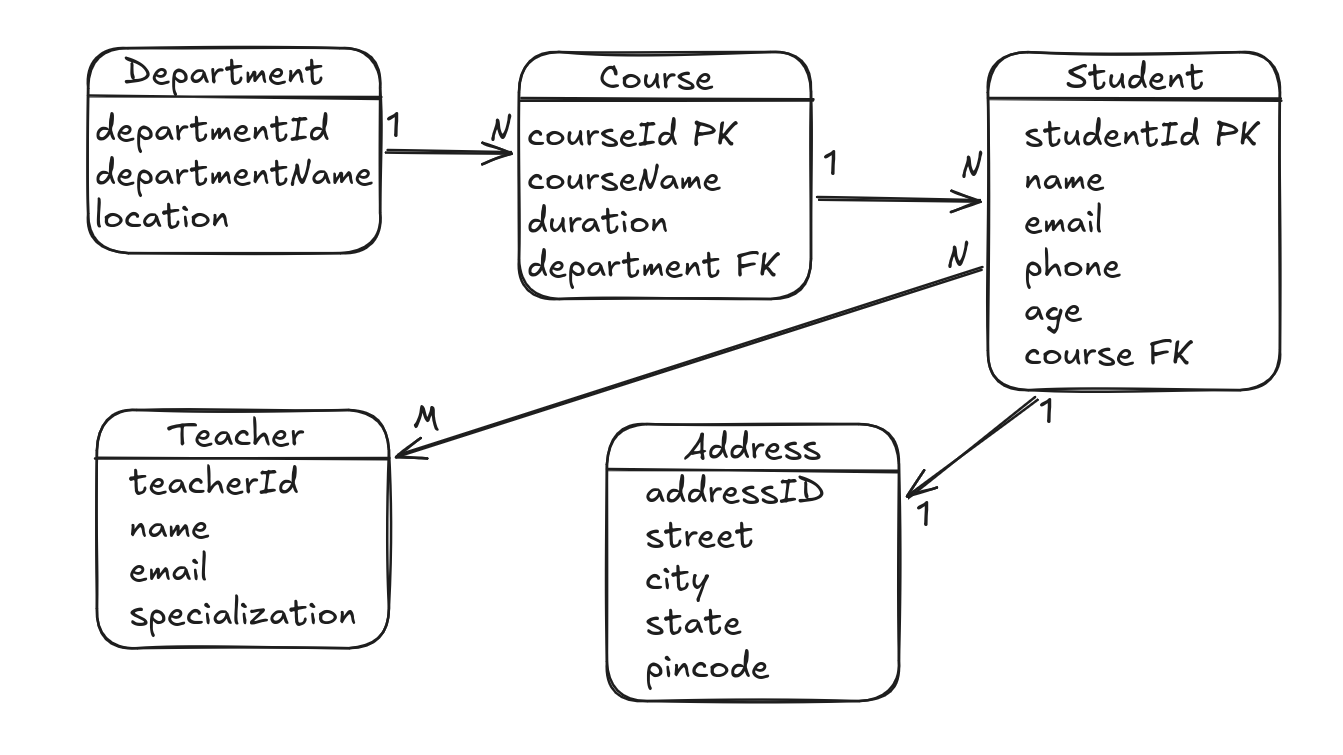 Department
departmentId
departmentName
location
1
N
Course
courseId PK
courseName
duration
department FK
1
N
Student
studentId PK
name
email
phone
age
course FK
N
M
Teacher
teacherId
name
email
specialization
1
1
Address
addressID
street
city
state
pincode